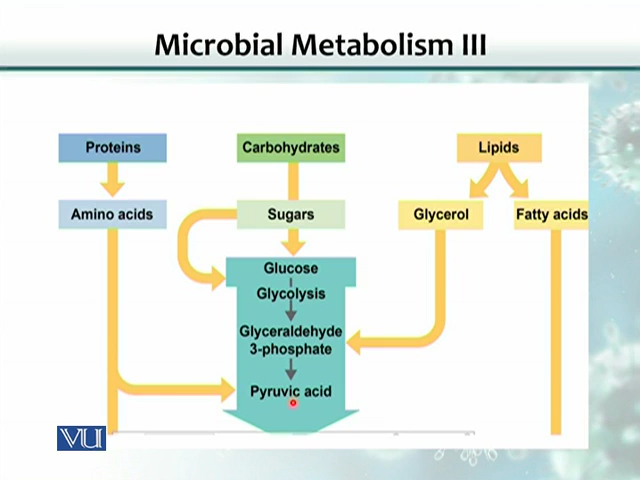 Microbial Metabolism III
Proteins
Carbohydrates
Lipids
Amino acids
Sugars
Glycerol
Fatty acids
Glucose
Glycolysis
Glyceraldehyde
3-phosphate
Pyruvic acid
VU